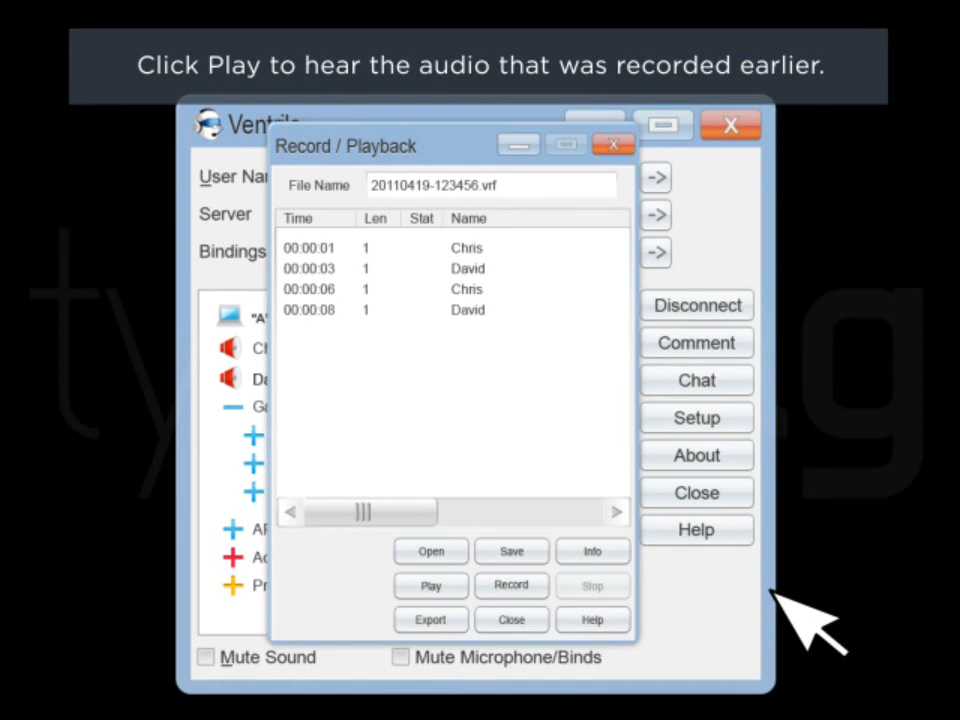 Click Play to hear the audio that was recorded earlier.
Record / Playback
File Name 20110419-123456.vrf
Time Len Stat Name
00:00:01 1 Chris
00:00:03 1 David
00:00:06 1 Chris
00:00:08 1 David
Open Save Info
Play Record Stop
Export Close Help
Server
Bindings
X
X
->
->
->
Disconnect
Comment
Chat
Setup
About
Close
Help
Mute Sound
Mute Microphone/Binds